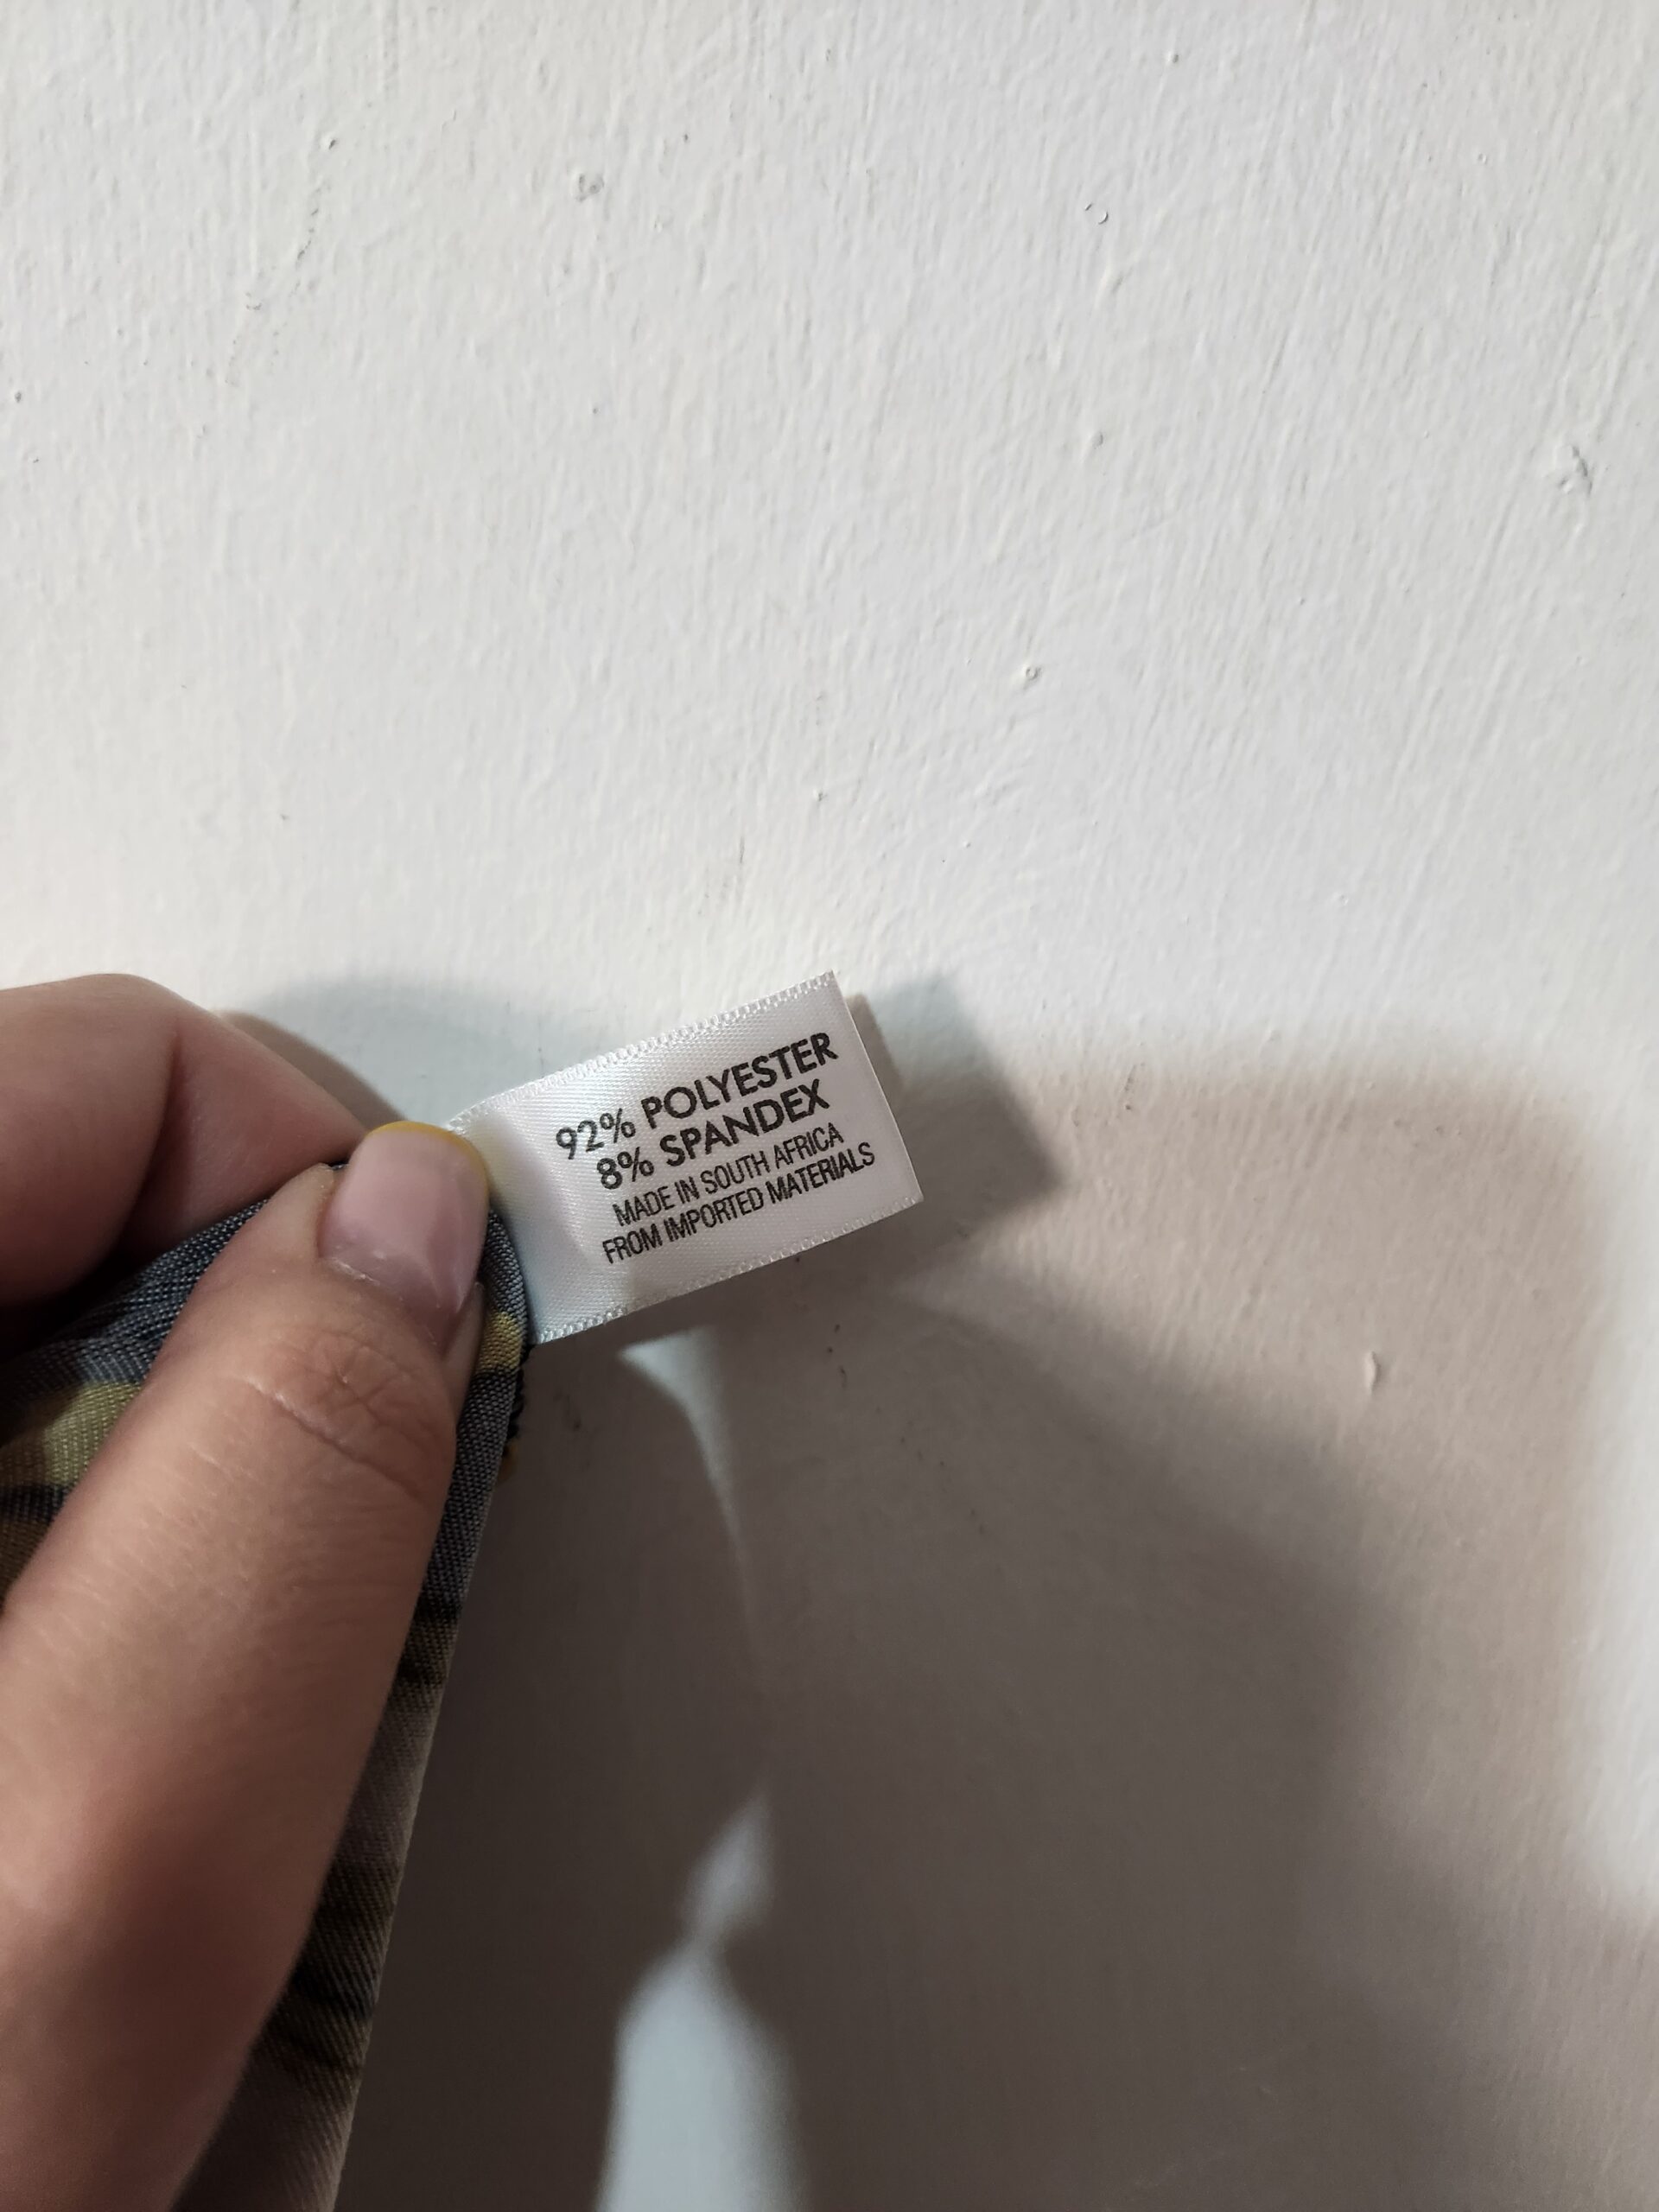 92% POLYESTER
8% SPANDEX
MADE IN SOUTH AFRICA
FROM IMPORTED MATERIALS